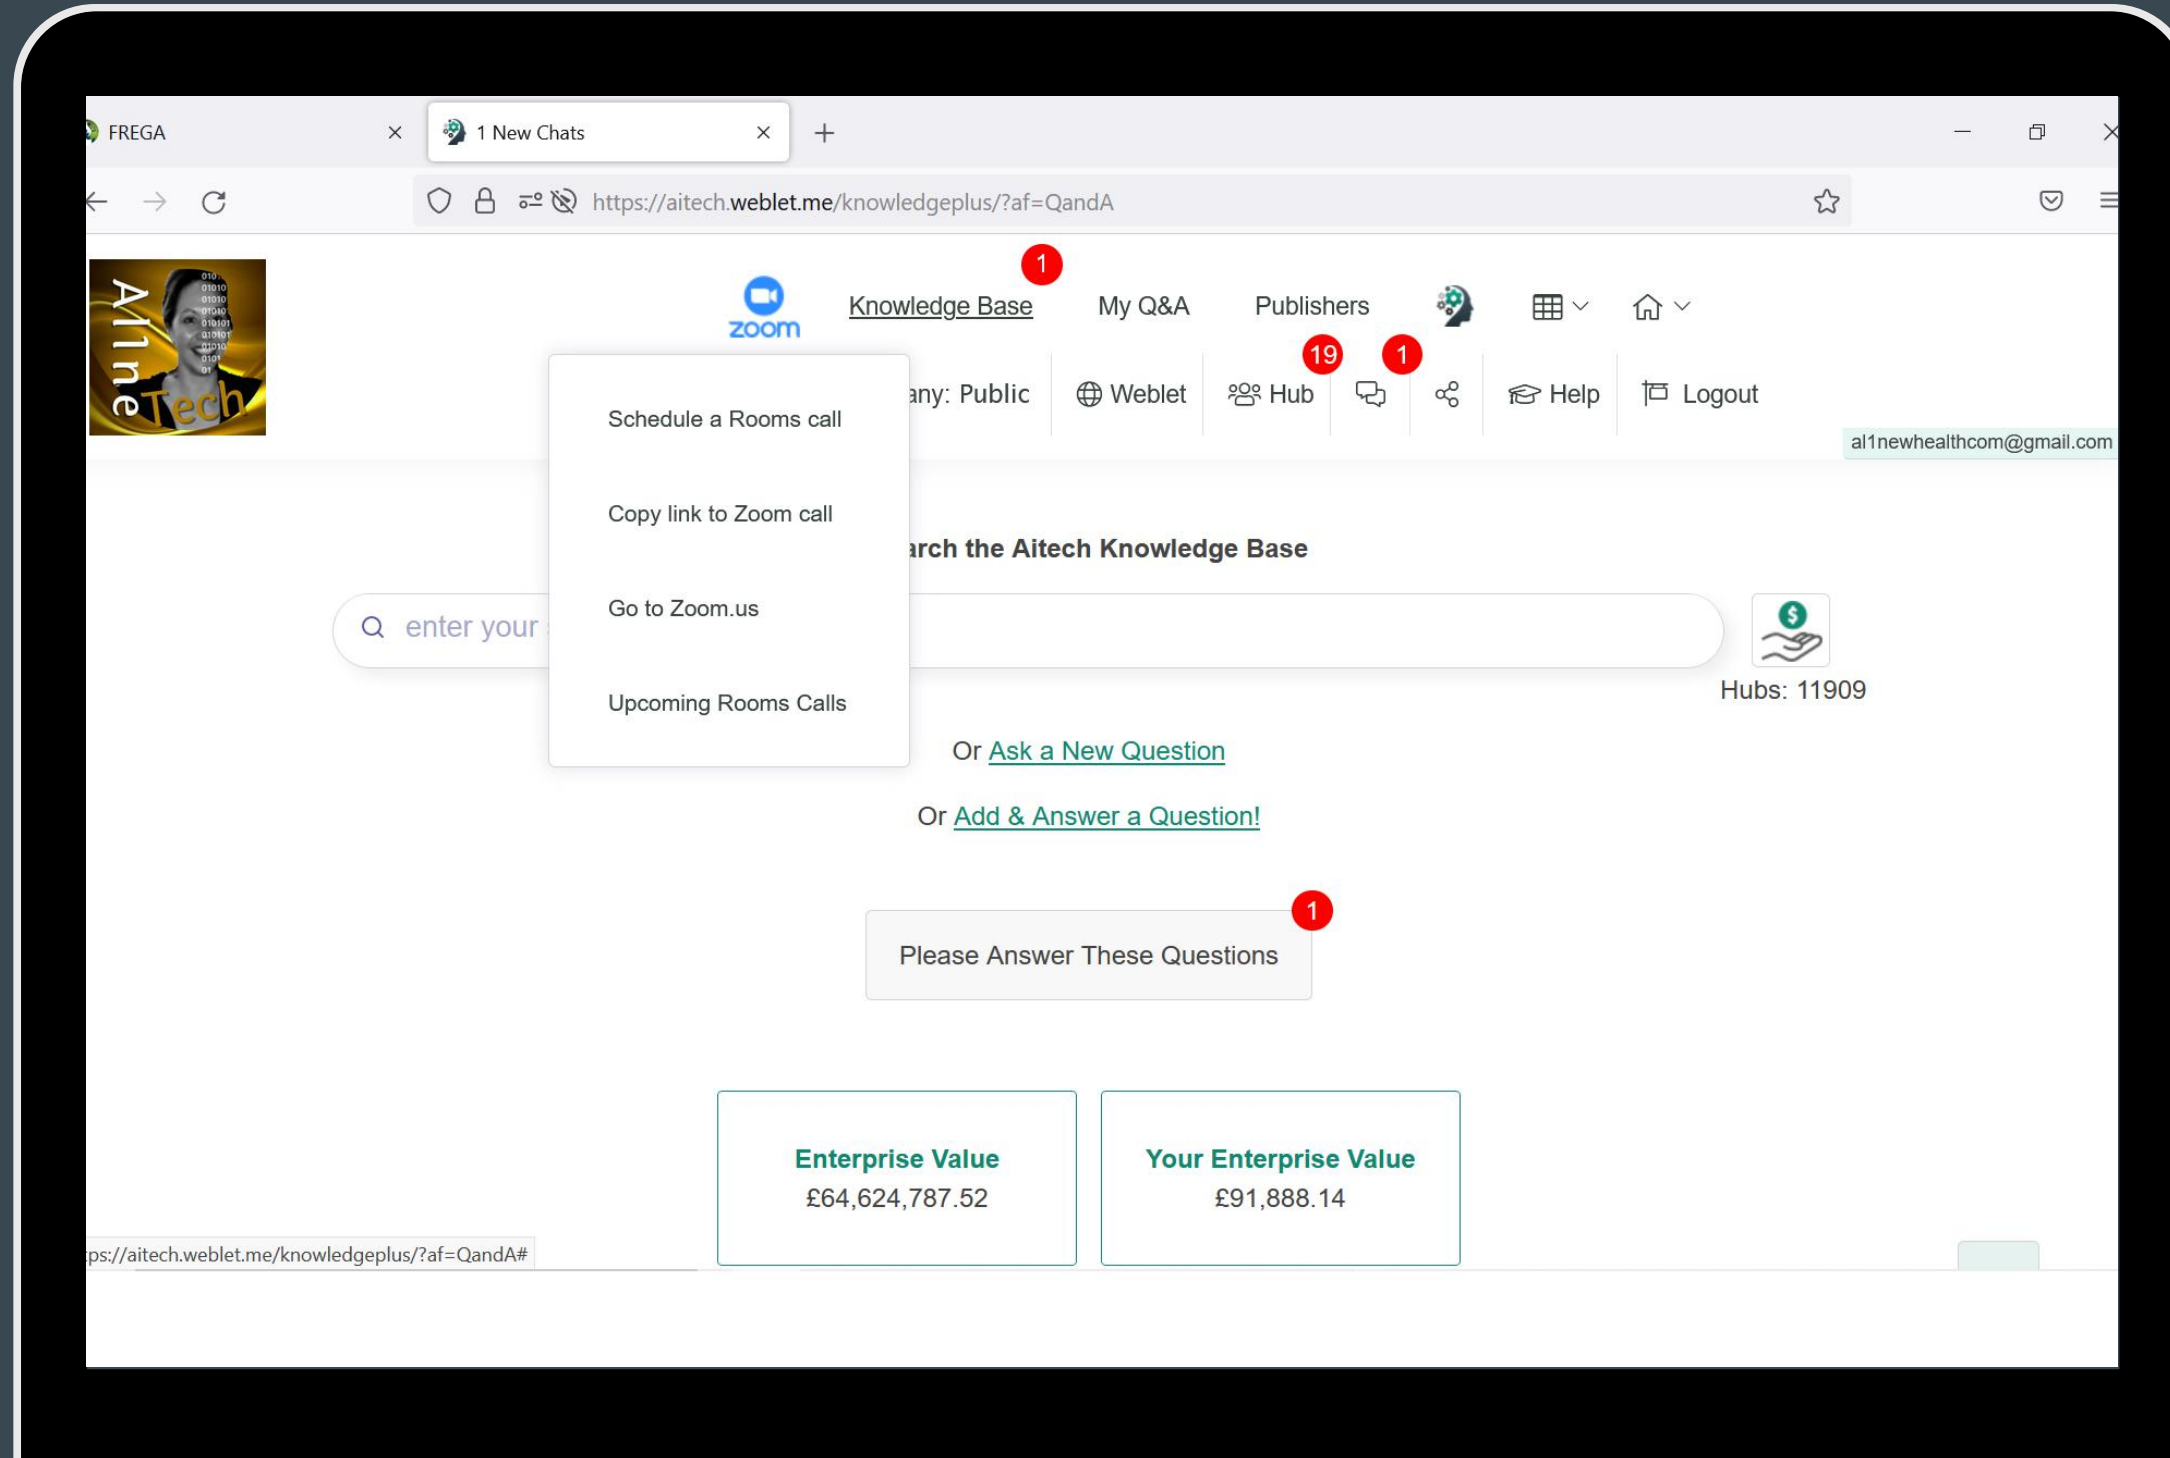 FREGA
1 New Chats
https://aitech.weblet.me/knowledgeplus/?af=QandA
Al1ne
Tech
zoom
Knowledge Base
1
My Q&A
Publishers
any: Public
Weblet
Hub
19
1
Help
Logout
al1newhealthcom@gmail.com
Schedule a Rooms call
Copy link to Zoom call
Go to Zoom.us
Upcoming Rooms Calls
arch the Aitech Knowledge Base
enter your
Hubs: 11909
Or Ask a New Question
Or Add & Answer a Question!
1
Please Answer These Questions
Enterprise Value
£64,624,787.52
Your Enterprise Value
£91,888.14
ps://aitech.weblet.me/knowledgeplus/?af=QandA#